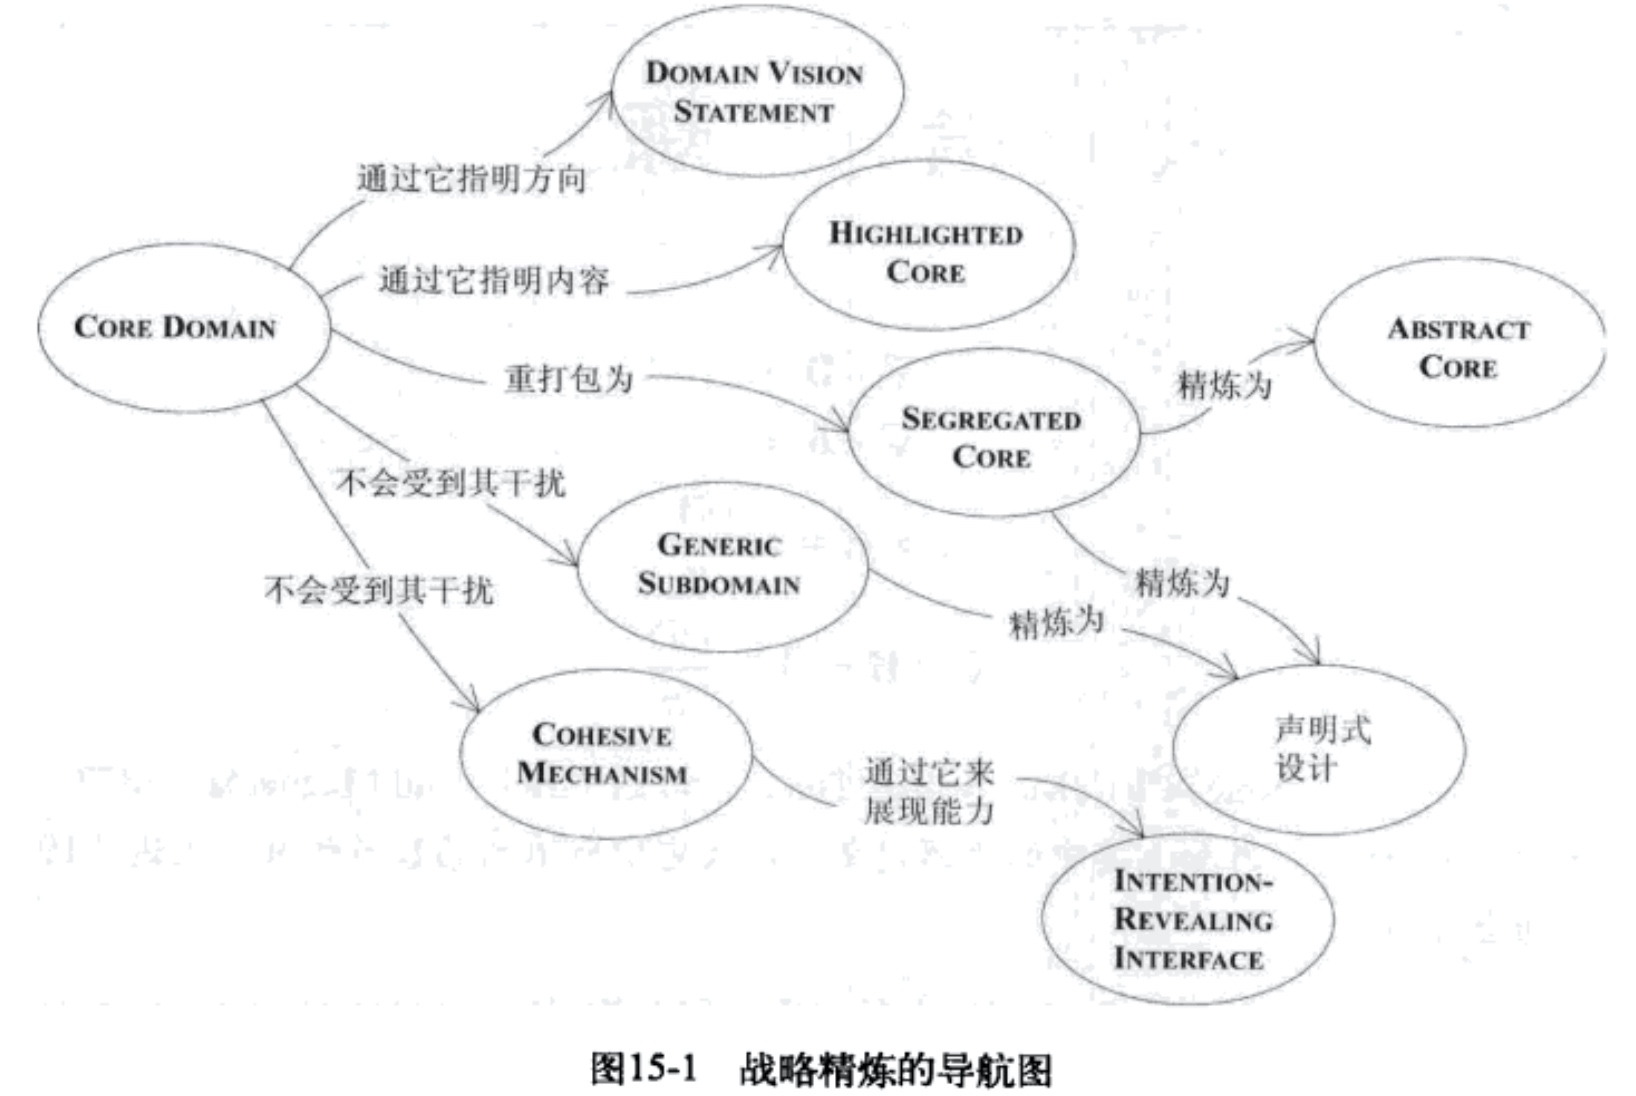 DOMAIN VISION
STATEMENT
通过它指明方向
HIGHLIGHTED
CORE
通过它指明内容
CORE DOMAIN
ABSTRACT
CORE
重打包为
精炼为
SEGREGATED
CORE
不会受到其干扰
GENERIC
SUBDOMAIN
不会受到其干扰
精炼为
精炼为
COHESIVE
MECHANISM
声明式
设计
通过它来
展现能力
INTENTION-
REVEALING
INTERFACE
图15-1 战略精炼的导航图